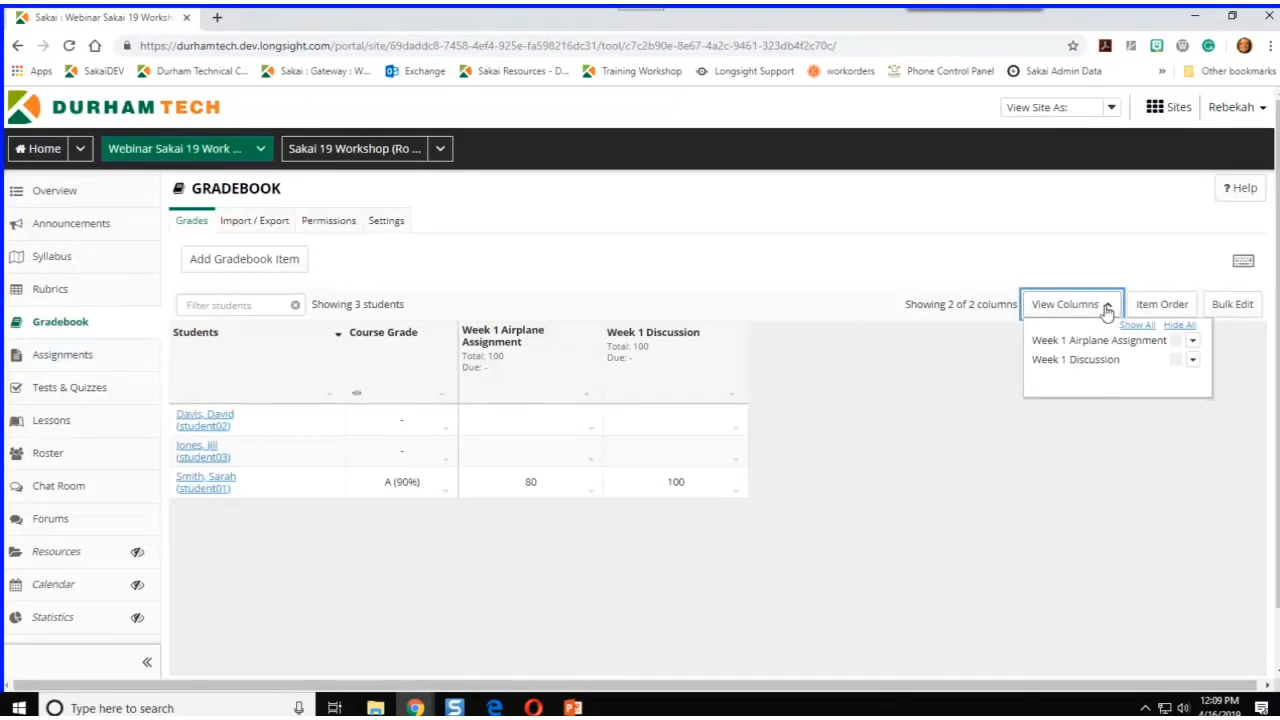 Sakai : Webinar Sakai 19 Worksh
https://durhamtech.dev.longsight.com/portal/site/69daddc8-7458-4ef4-925e-fa598216dc31/tool/c7c2b90e-8e67-4a2c-9461-323db4f2c70c/
Apps SakaiDEV Durham Technical C... Sakai : Gateway : W... Exchange Sakai Resources - D... Training Workshop Longsight Support workorders Phone Control Panel Sakai Admin Data » Other bookmarks
DURHAM TECH
View Site As: Sites Rebekah
Home Webinar Sakai 19 Work ... Sakai 19 Workshop (Ro ...
Overview
Announcements
Syllabus
Rubrics
Gradebook
Assignments
Tests & Quizzes
Lessons
Roster
Chat Room
Forums
Resources
Calendar
Statistics
GRADEBOOK
? Help
Grades Import / Export Permissions Settings
Add Gradebook Item
Filter students Showing 3 students Showing 2 of 2 columns View Columns Item Order Bulk Edit
Show All Hide All
Week 1 Airplane Assignment
Week 1 Discussion
Students Course Grade Week 1 Airplane Assignment Week 1 Discussion
Total: 100 Total: 100
Due: - Due: -
Davis, David
(student02) -
Jones, Jill
(student03) -
Smith, Sarah
(student01) A (90%) 80 100
Type here to search
12:09 PM
4/16/2019